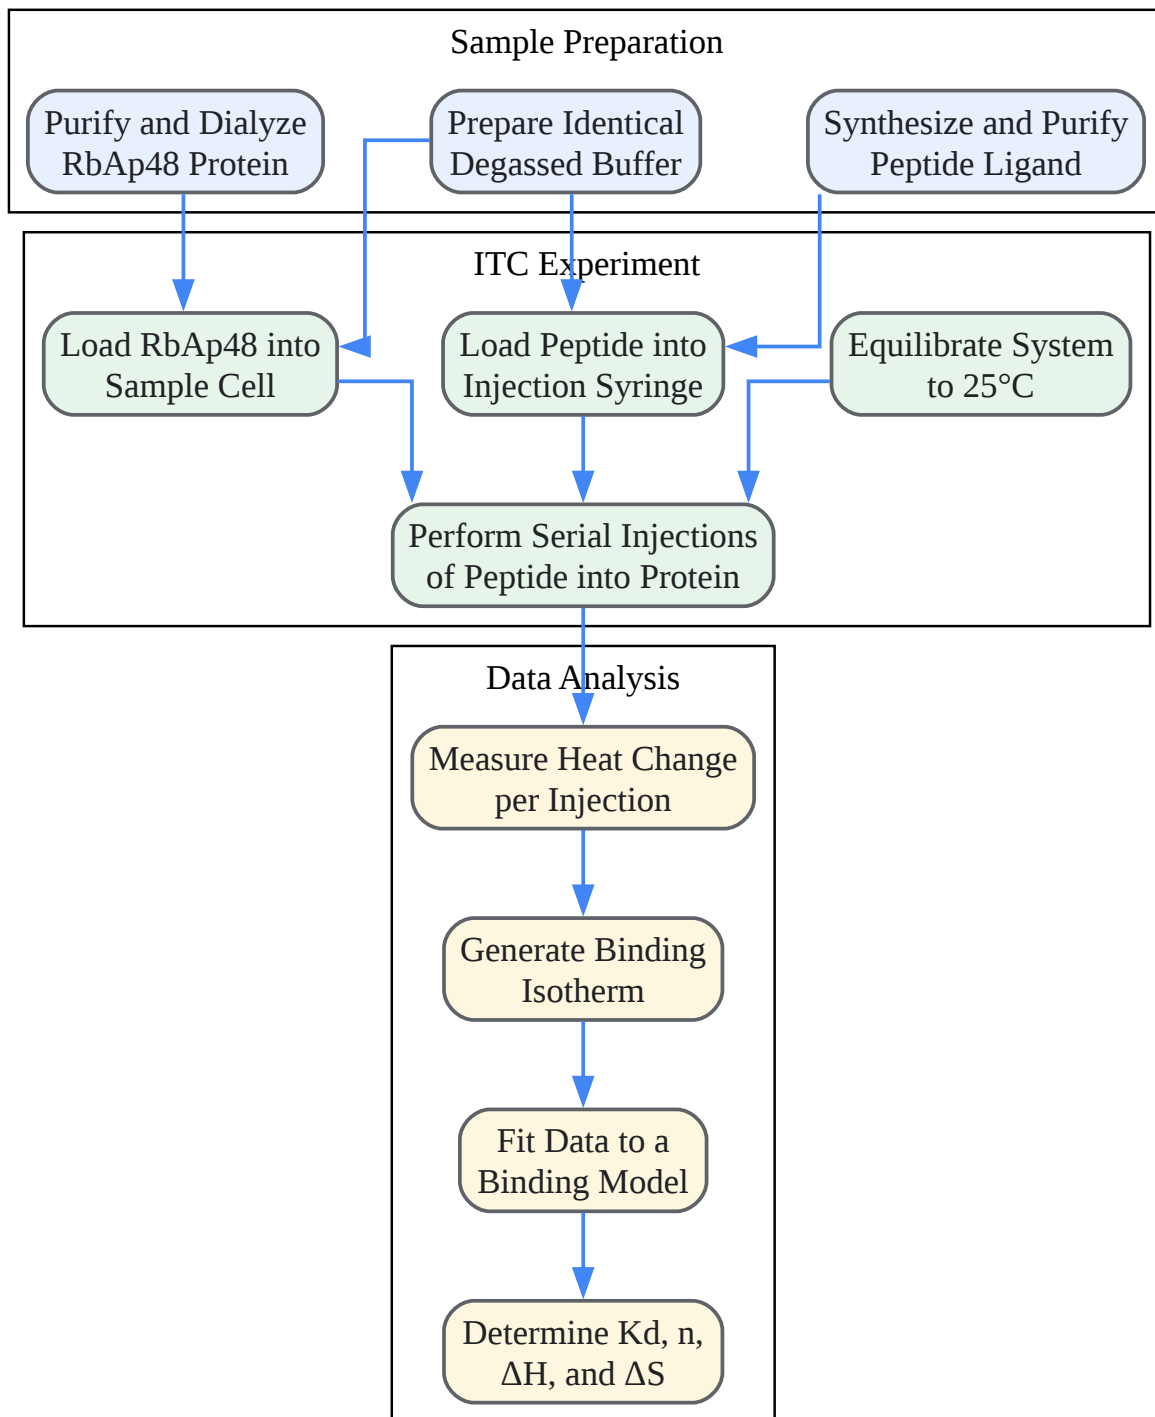 Sample Preparation
Purify and Dialyze
RbAp48 Protein
Prepare Identical
Degassed Buffer
Synthesize and Purify
Peptide Ligand
ITC Experiment
Load RbAp48 into
Sample Cell
Load Peptide into
Injection Syringe
Equilibrate System
to 25°C
Perform Serial Injections
of Peptide into Protein
Data Analysis
Measure Heat Change
per Injection
Generate Binding
Isotherm
Fit Data to a
Binding Model
Determine Kd, n,
ΔH, and ΔS